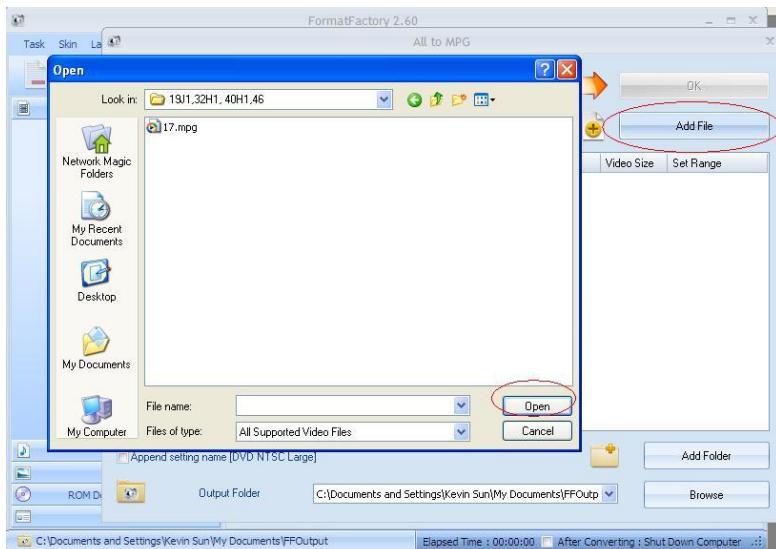 FormatFactory 2.60
Task Skin La
All to MPG
Open
OK
Look in: 19J1,32H1, 40H1,46
Add File
17.mpg
Video Size Set Range
Network Magic Folders
My Recent Documents
Desktop
My Documents
My Computer
File name:
Open
Files of type: All Supported Video Files
Cancel
Append setting name [DVD NTSC Large]
Add Folder
ROM D
Output Folder
C:\Documents and Settings\Kevin Sun\My Documents\FFOutp
Browse
C:\Documents and Settings\Kevin Sun\My Documents\FFOutput
Elapsed Time : 00:00:00 After Converting : Shut Down Computer